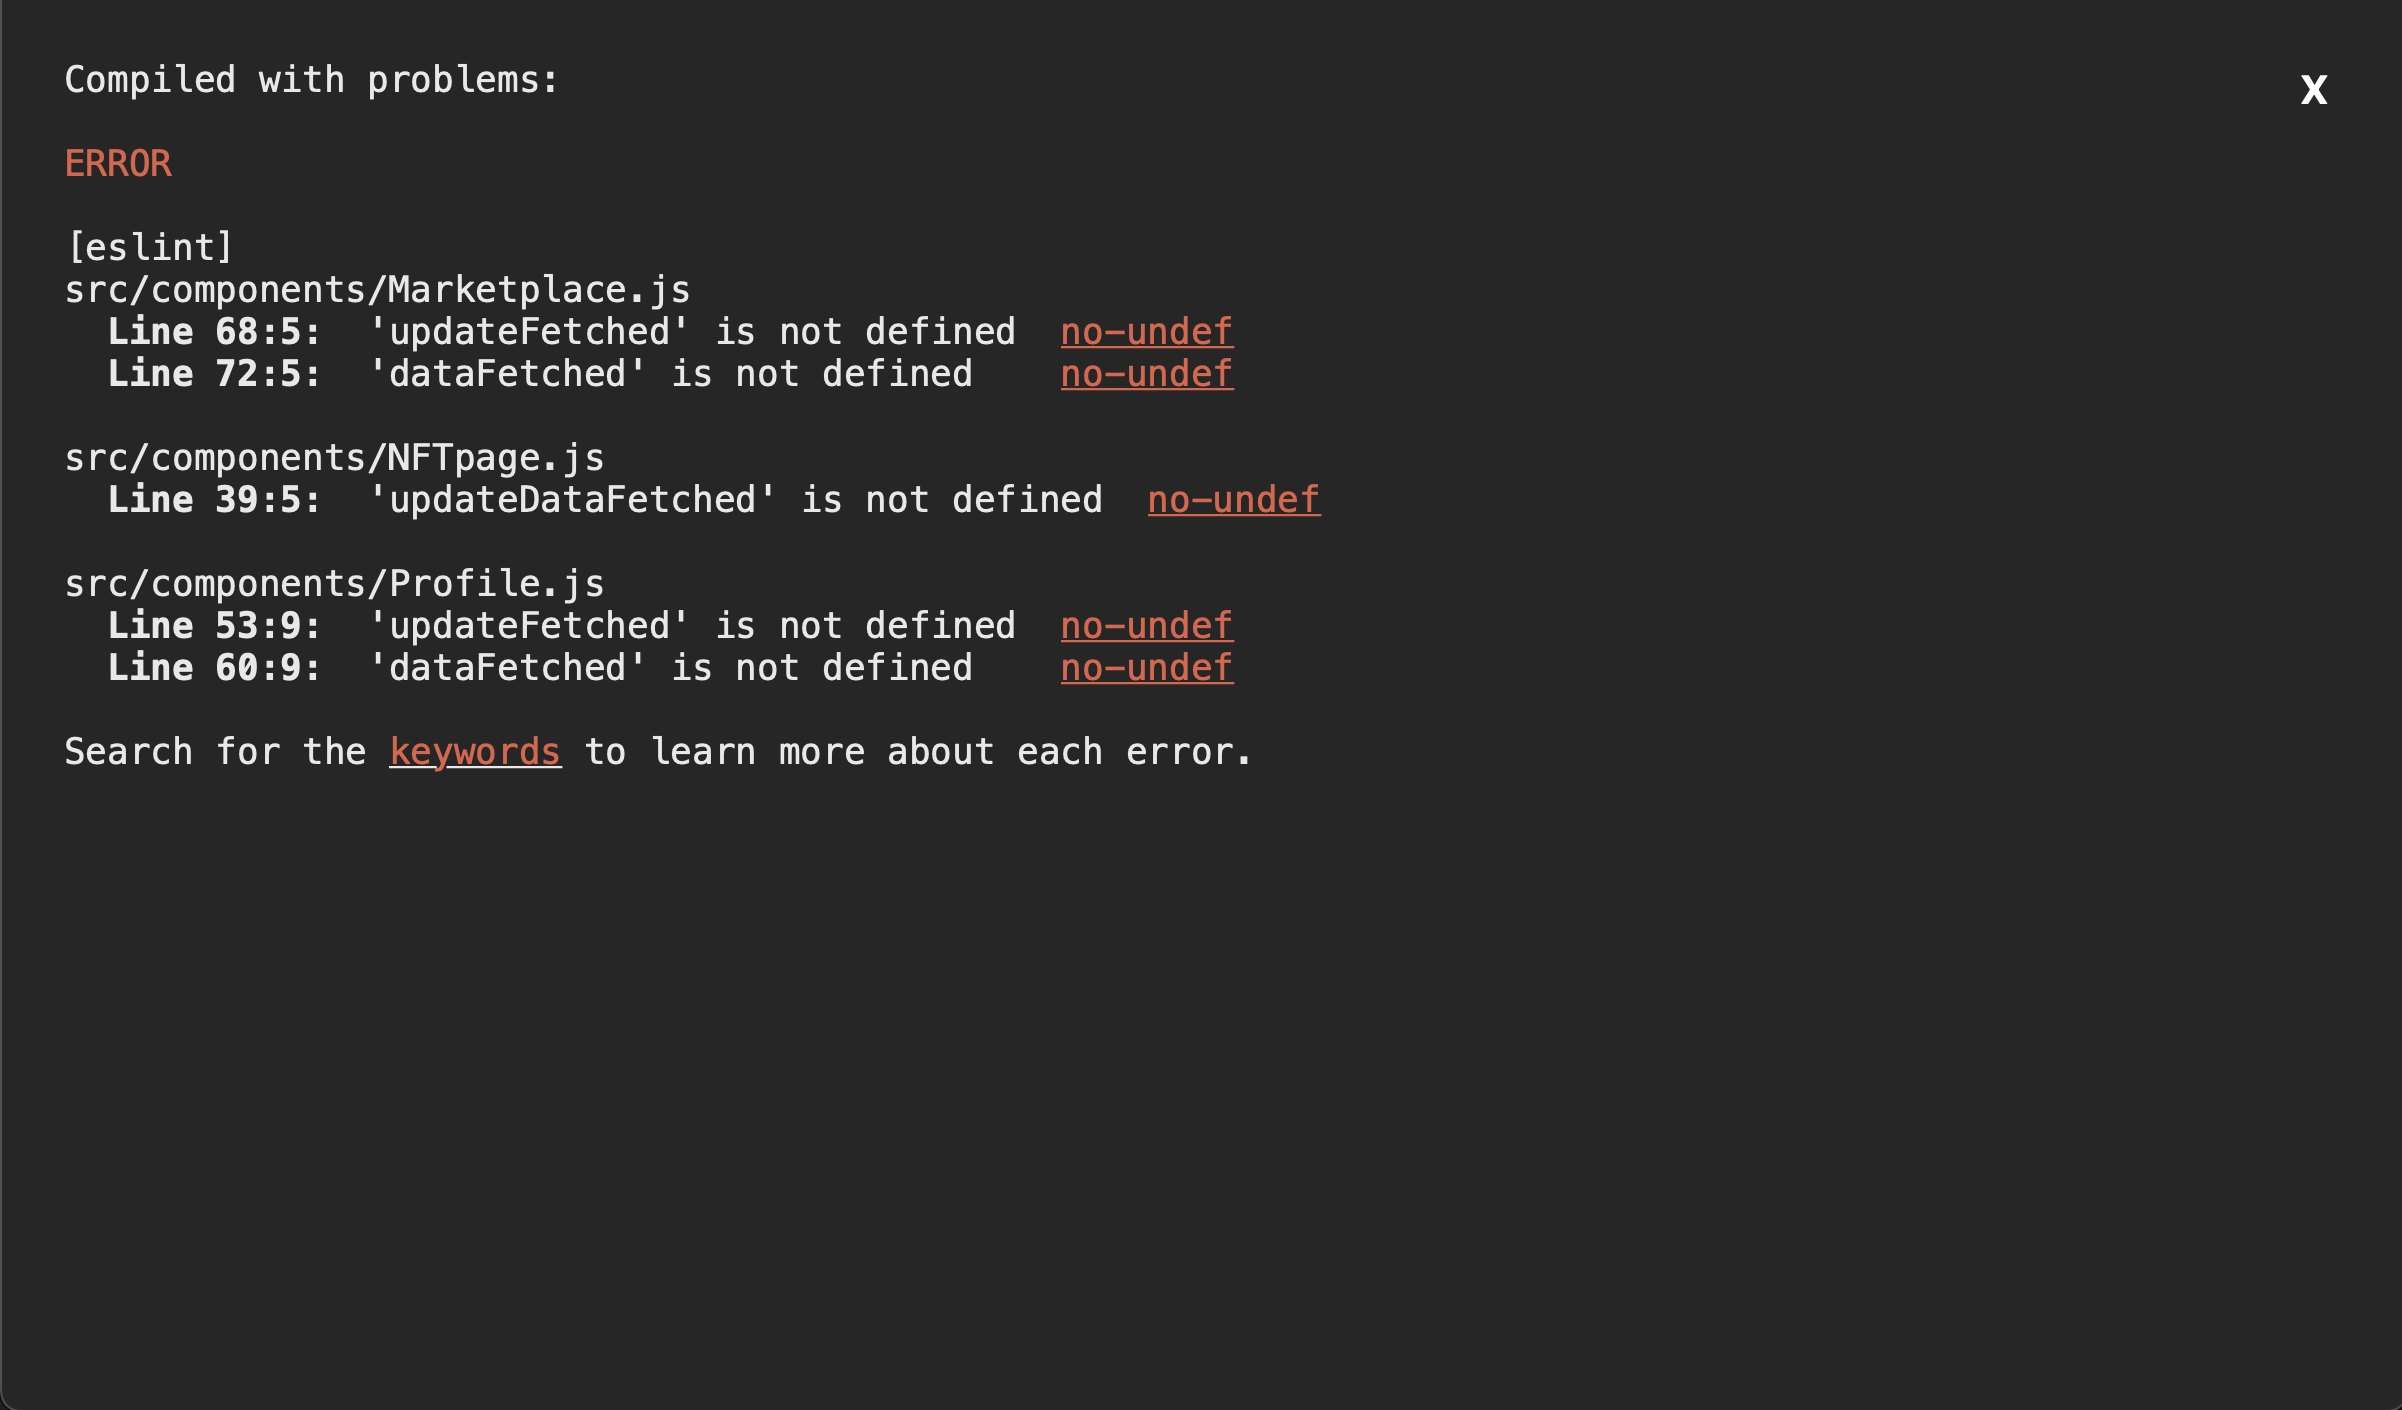 Compiled with problems:
X
ERROR
[eslint]
src/components/Marketplace.js
  Line 68:5:  'updateFetched' is not defined  no-undef
  Line 72:5:  'dataFetched' is not defined    no-undef
src/components/NFTpage.js
  Line 39:5:  'updateDataFetched' is not defined  no-undef
src/components/Profile.js
  Line 53:9:  'updateFetched' is not defined  no-undef
  Line 60:9:  'dataFetched' is not defined    no-undef
Search for the keywords to learn more about each error.